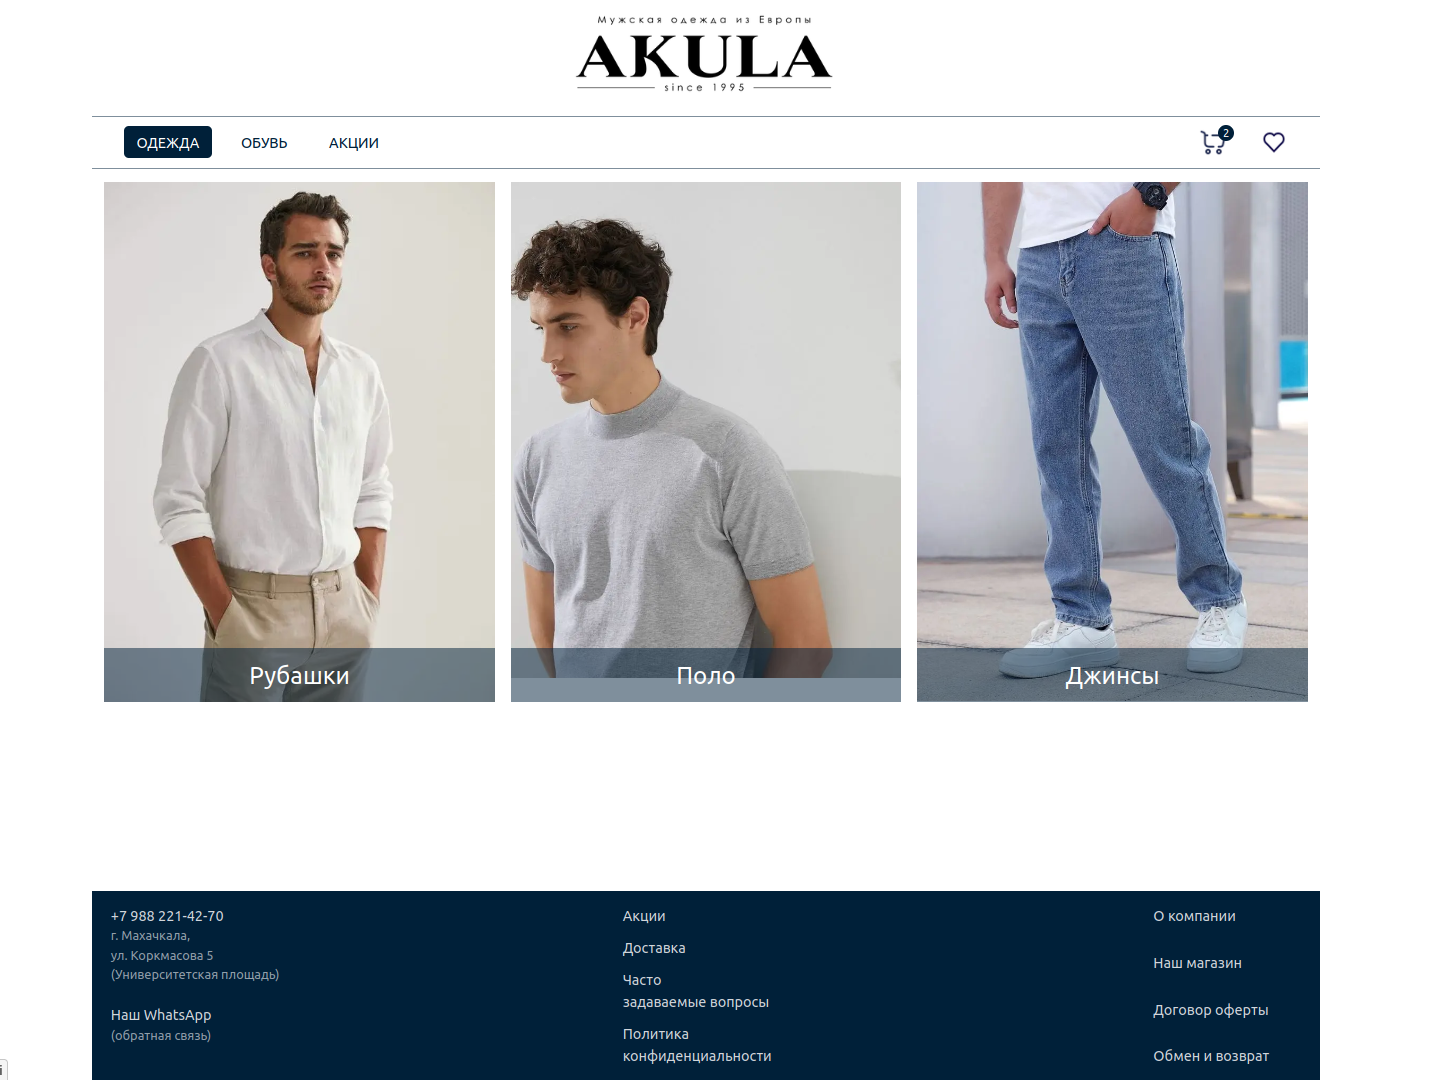 Мужская одежда из Европы
AKULA
since 1995
ОДЕЖДА ОБУВЬ АКЦИИ 2
Рубашки Поло Джинсы
+7 988 221-42-70
г. Махачкала,
ул. Коркмасова 5
(Университетская площадь)
Наш WhatsApp
(обратная связь)
Акции
Доставка
Часто
задаваемые вопросы
Политика
конфиденциальности
О компании
Наш магазин
Договор оферты
Обмен и возврат